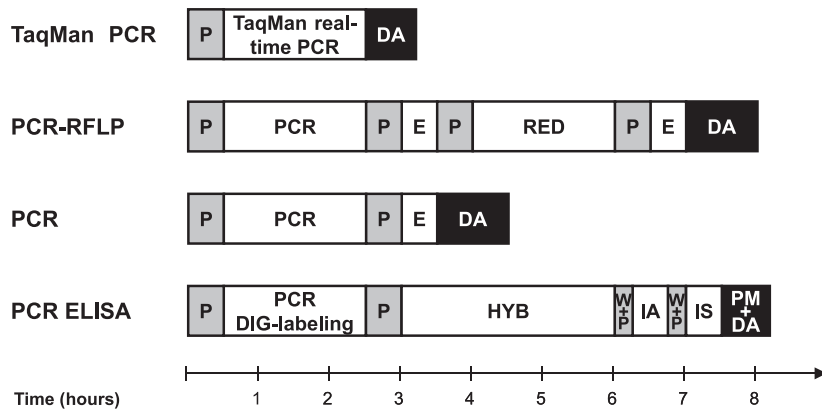 TaqMan PCR P TaqMan real-
time PCR DA
PCR-RFLP P PCR P E P RED P E DA
PCR P PCR P E DA
PCR ELISA P PCR
DIG-labeling P HYB W+P IA W+P IS PM
+
DA
Time (hours) 1 2 3 4 5 6 7 8